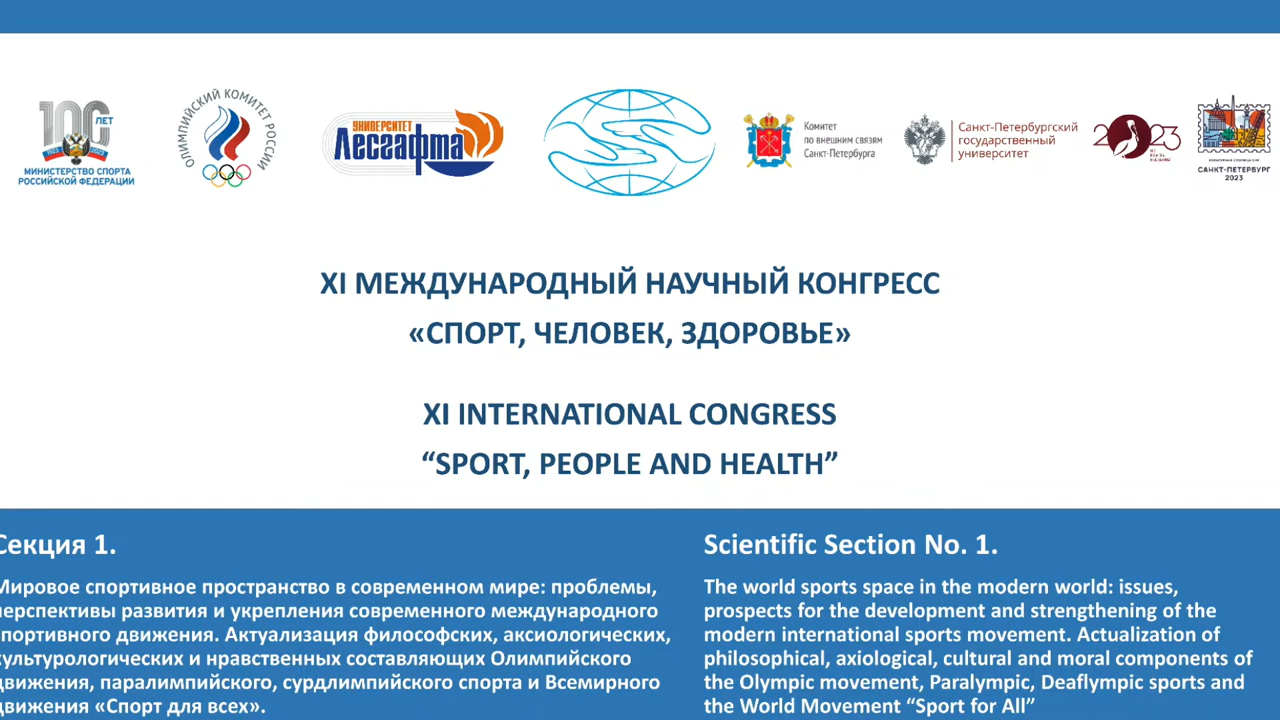 100 ЛЕТ
МИНИСТЕРСТВО СПОРТА
РОССИЙСКОЙ ФЕДЕРАЦИИ
ОЛИМПИЙСКИЙ КОМИТЕТ РОССИИ
УНИВЕРСИТЕТ
Лесгафта
Комитет
по внешним связям
Санкт-Петербурга
Санкт-Петербургский
государственный
университет
2023
САНКТ-ПЕТЕРБУРГ
2023
XI МЕЖДУНАРОДНЫЙ НАУЧНЫЙ КОНГРЕСС
«СПОРТ, ЧЕЛОВЕК, ЗДОРОВЬЕ»
XI INTERNATIONAL CONGRESS
“SPORT, PEOPLE AND HEALTH”
Секция 1.
Мировое спортивное пространство в современном мире: проблемы,
перспективы развития и укрепления современного международного
спортивного движения. Актуализация философских, аксиологических,
культурологических и нравственных составляющих Олимпийского
движения, паралимпийского, сурдлимпийского спорта и Всемирного
движения «Спорт для всех».
Scientific Section No. 1.
The world sports space in the modern world: issues,
prospects for the development and strengthening of the
modern international sports movement. Actualization of
philosophical, axiological, cultural and moral components of
the Olympic movement, Paralympic, Deaflympic sports and
the World Movement “Sport for All”